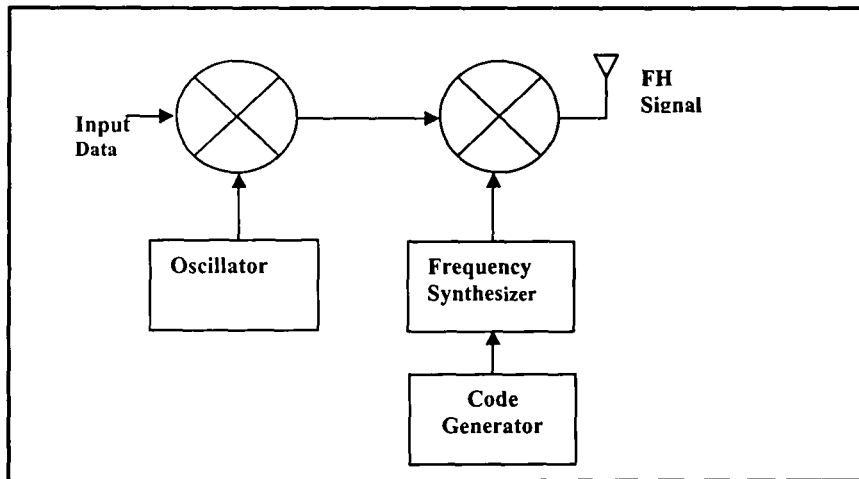 Input
Data
FH
Signal
Oscillator
Frequency
Synthesizer
Code
Generator